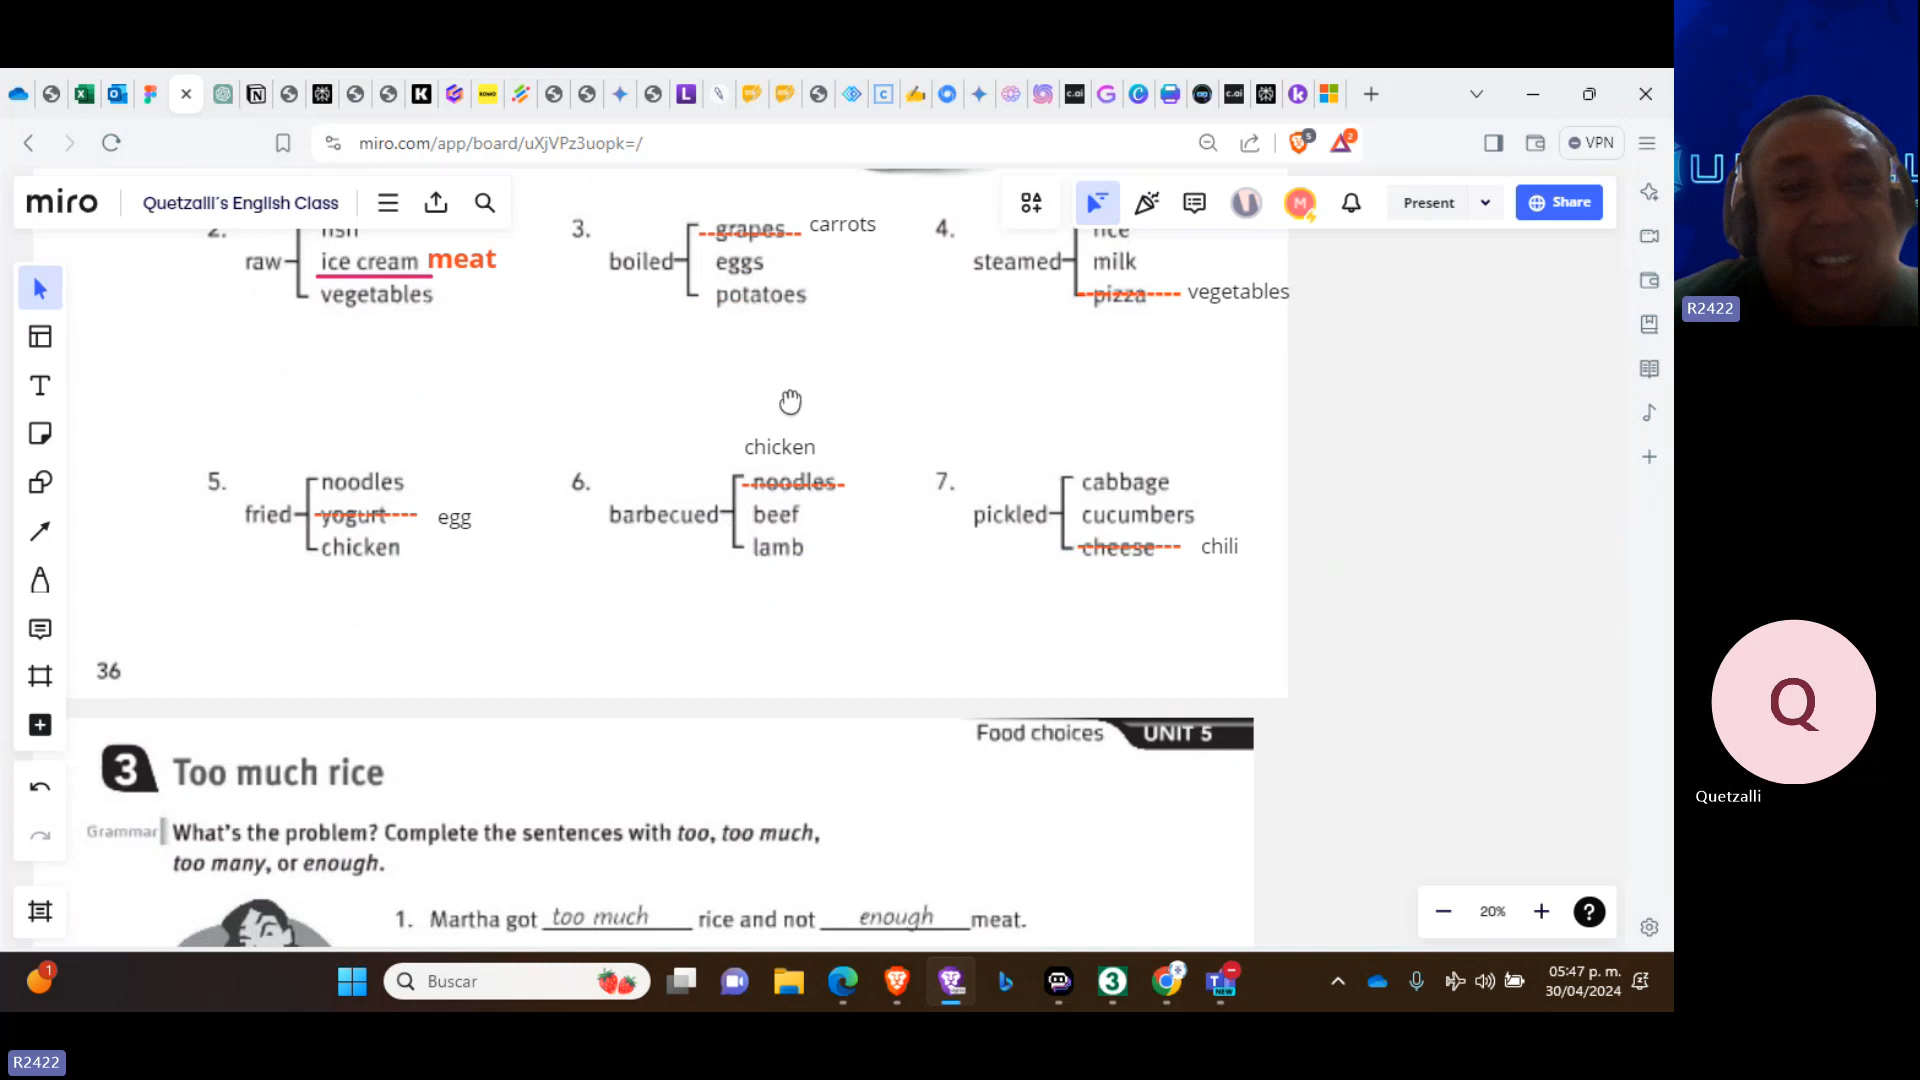 miro.com/app/board/uXjVPz3uopk=/
VPN
miro
Quetzalli´s English Class
Present
Share
2.
fish
raw
ice cream
meat
vegetables
3.
grapes
carrots
boiled
eggs
potatoes
4.
rice
steamed
milk
pizza
vegetables
5.
noodles
fried
yogurt
egg
chicken
chicken
6.
noodles
barbecued
beef
lamb
7.
cabbage
pickled
cucumbers
cheese
chili
36
Food choices UNIT 5
3 Too much rice
Grammar What's the problem? Complete the sentences with too, too much,
too many, or enough.
1. Martha got too much rice and not enough meat.
20%
R2422
Quetzalli
Buscar
05:47 p. m.
30/04/2024
R2422